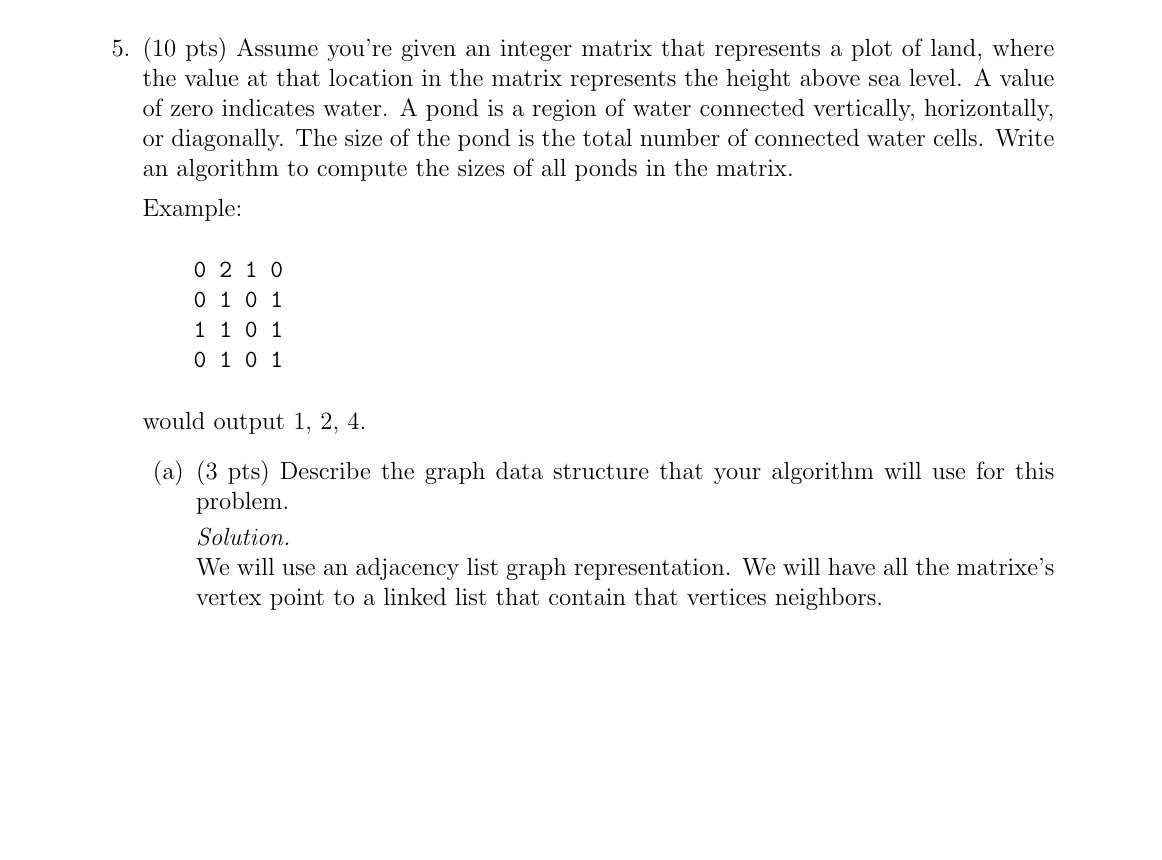 5. (10 pts) Assume you're given an integer matrix that represents a plot of land, where
the value at that location in the matrix represents the height above sea level. A value
of zero indicates water. A pond is a region of water connected vertically, horizontally,
or diagonally. The size of the pond is the total number of connected water cells. Write
an algorithm to compute the sizes of all ponds in the matrix.
Example:
0 2 1 0
0 1 0 1
1 1 0 1
0 1 0 1
would output 1, 2, 4.
(a) (3 pts) Describe the graph data structure that your algorithm will use for this
problem.
Solution.
We will use an adjacency list graph representation. We will have all the matrixe's
vertex point to a linked list that contain that vertices neighbors.